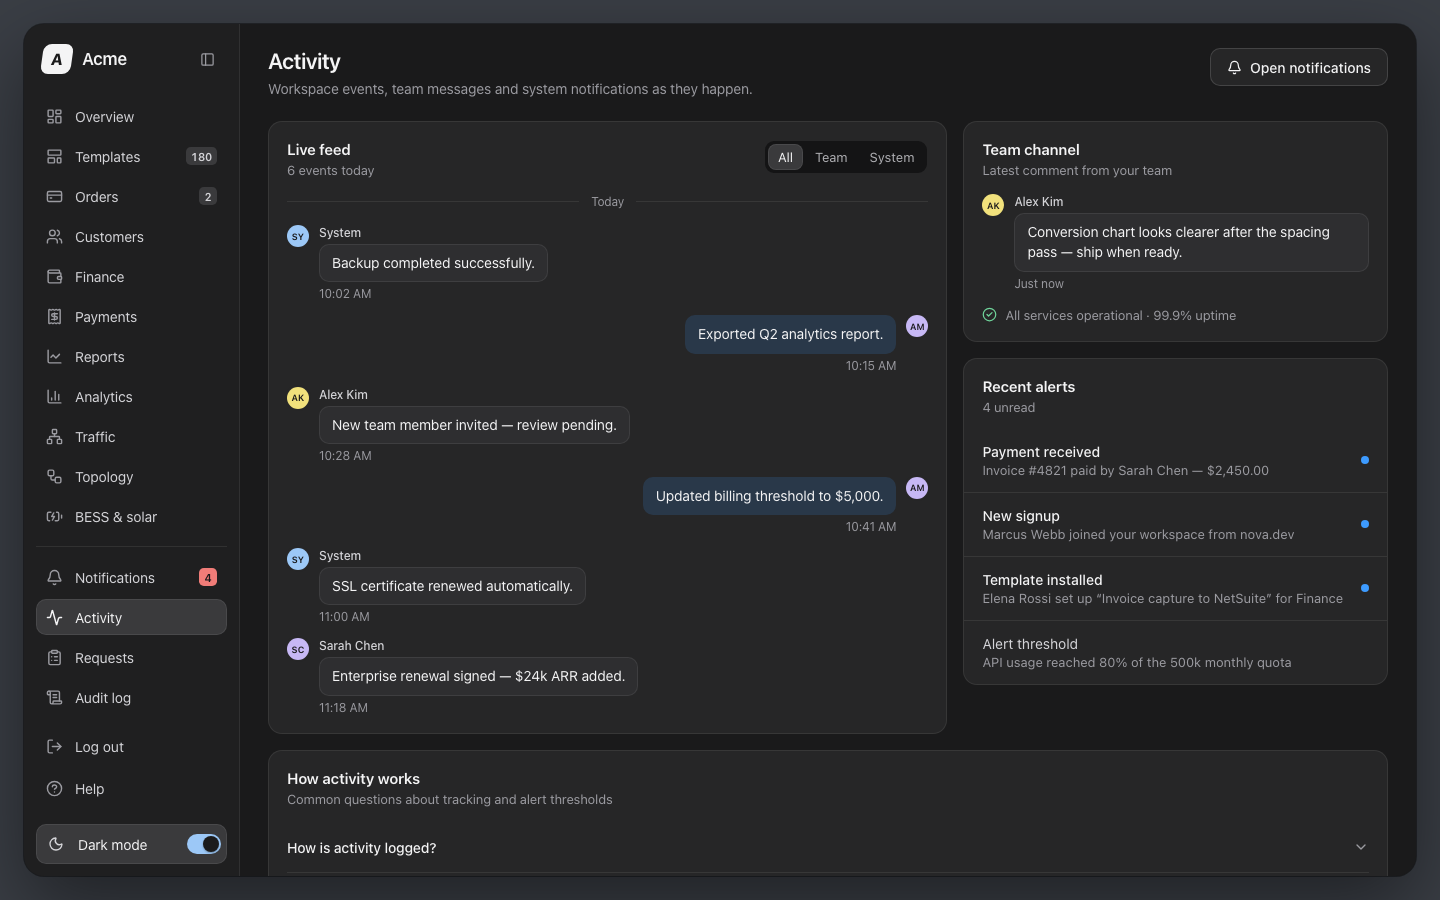 A Acme
Overview
Templates 180
Orders 2
Customers
Finance
Payments
Reports
Analytics
Traffic
Topology
BESS & solar
Notifications 4
Activity
Requests
Audit log
Log out
Help
Dark mode
Activity
Workspace events, team messages and system notifications as they happen.
Open notifications
Live feed
6 events today
All Team System
Today
SY System
Backup completed successfully.
10:02 AM
Exported Q2 analytics report. AM
10:15 AM
AK Alex Kim
New team member invited — review pending.
10:28 AM
Updated billing threshold to $5,000. AM
10:41 AM
SY System
SSL certificate renewed automatically.
11:00 AM
SC Sarah Chen
Enterprise renewal signed — $24k ARR added.
11:18 AM
Team channel
Latest comment from your team
AK Alex Kim
Conversion chart looks clearer after the spacing
pass — ship when ready.
Just now
All services operational · 99.9% uptime
Recent alerts
4 unread
Payment received
Invoice #4821 paid by Sarah Chen — $2,450.00
New signup
Marcus Webb joined your workspace from nova.dev
Template installed
Elena Rossi set up “Invoice capture to NetSuite” for Finance
Alert threshold
API usage reached 80% of the 500k monthly quota
How activity works
Common questions about tracking and alert thresholds
How is activity logged?